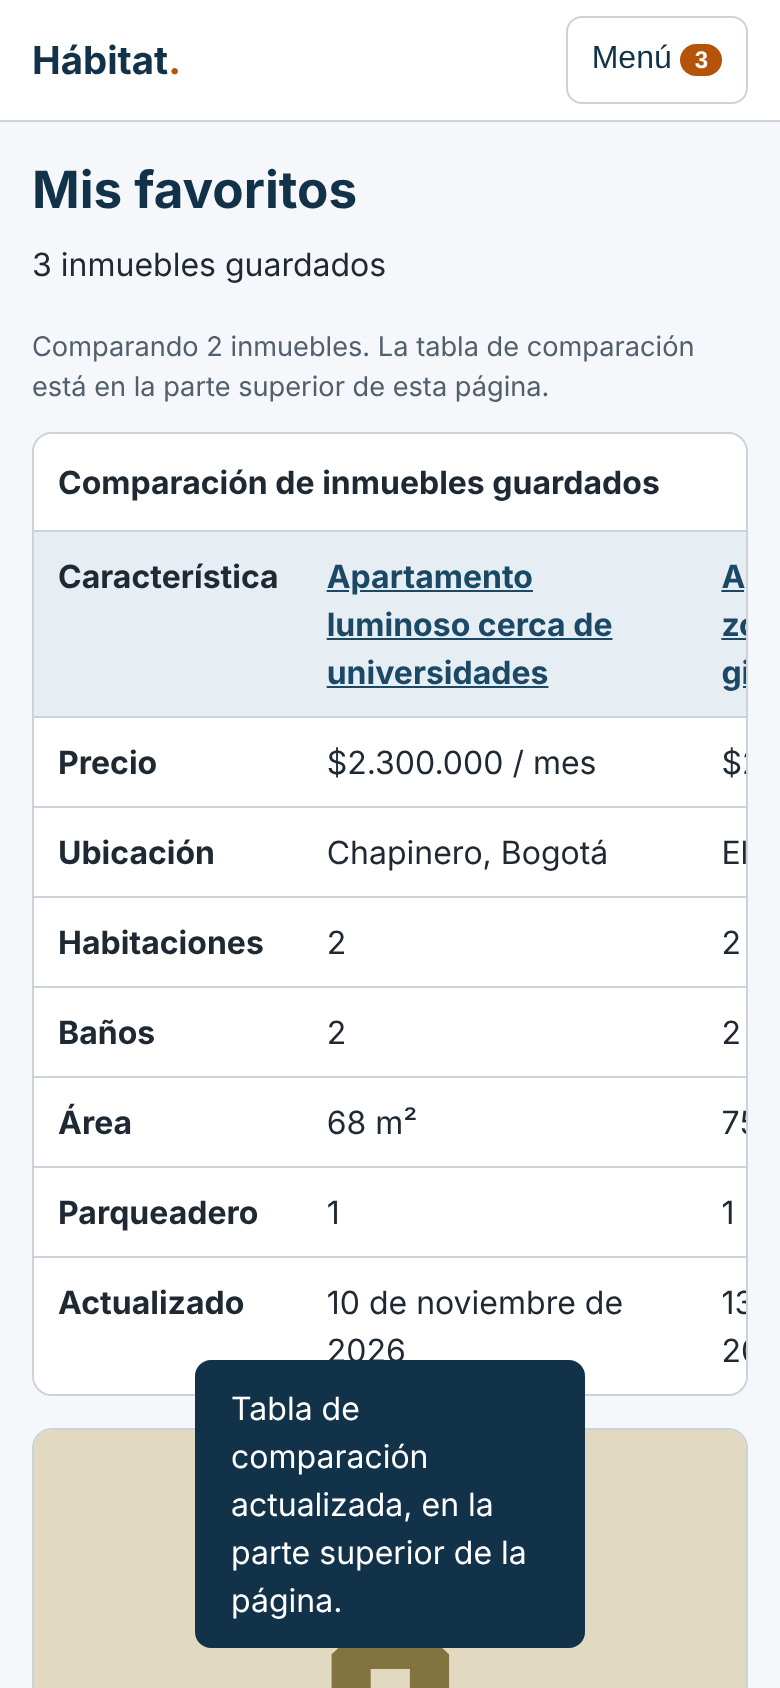 Hábitat.
Menú 3
Mis favoritos
3 inmuebles guardados
Comparando 2 inmuebles. La tabla de comparación
está en la parte superior de esta página.
Comparación de inmuebles guardados
Característica
Apartamento
luminoso cerca de
universidades
Precio $2.300.000 / mes
Ubicación Chapinero, Bogotá
Habitaciones 2 2
Baños 2 2
Área 68 m²
Parqueadero 1 1
Actualizado 10 de noviembre de
2026
Tabla de
comparación
actualizada, en la
parte superior de la
página.